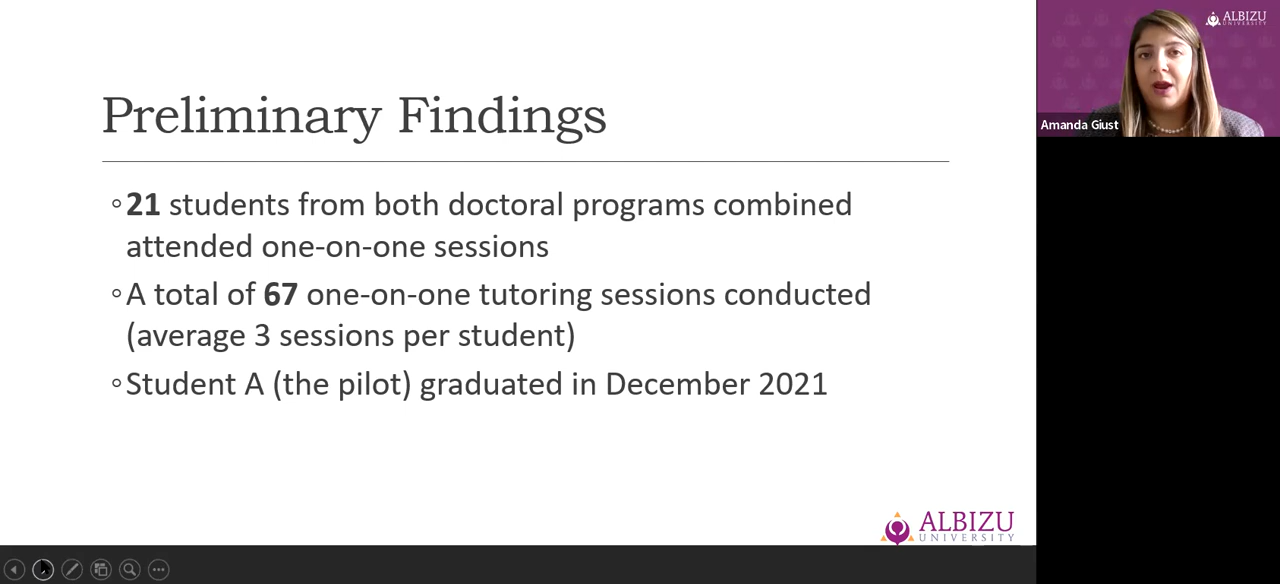 Preliminary Findings
◦21 students from both doctoral programs combined
attended one-on-one sessions
◦A total of 67 one-on-one tutoring sessions conducted
(average 3 sessions per student)
◦Student A (the pilot) graduated in December 2021
ALBIZU
UNIVERSITY
ALBIZU
UNIVERSITY
Amanda Giust